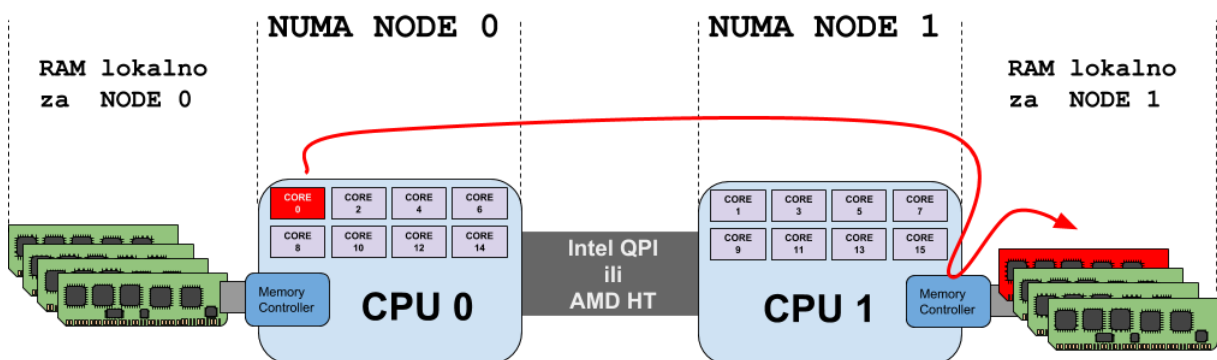 NUMA NODE 0
NUMA NODE 1
RAM lokalno
za NODE 0
RAM lokalno
za NODE 1
CORE
0
CORE
2
CORE
4
CORE
6
CORE
8
CORE
10
CORE
12
CORE
14
Memory
Controller
CPU 0
Intel QPI
ili
AMD HT
CORE
1
CORE
3
CORE
5
CORE
7
CORE
9
CORE
11
CORE
13
CORE
15
CPU 1
Memory
Controller